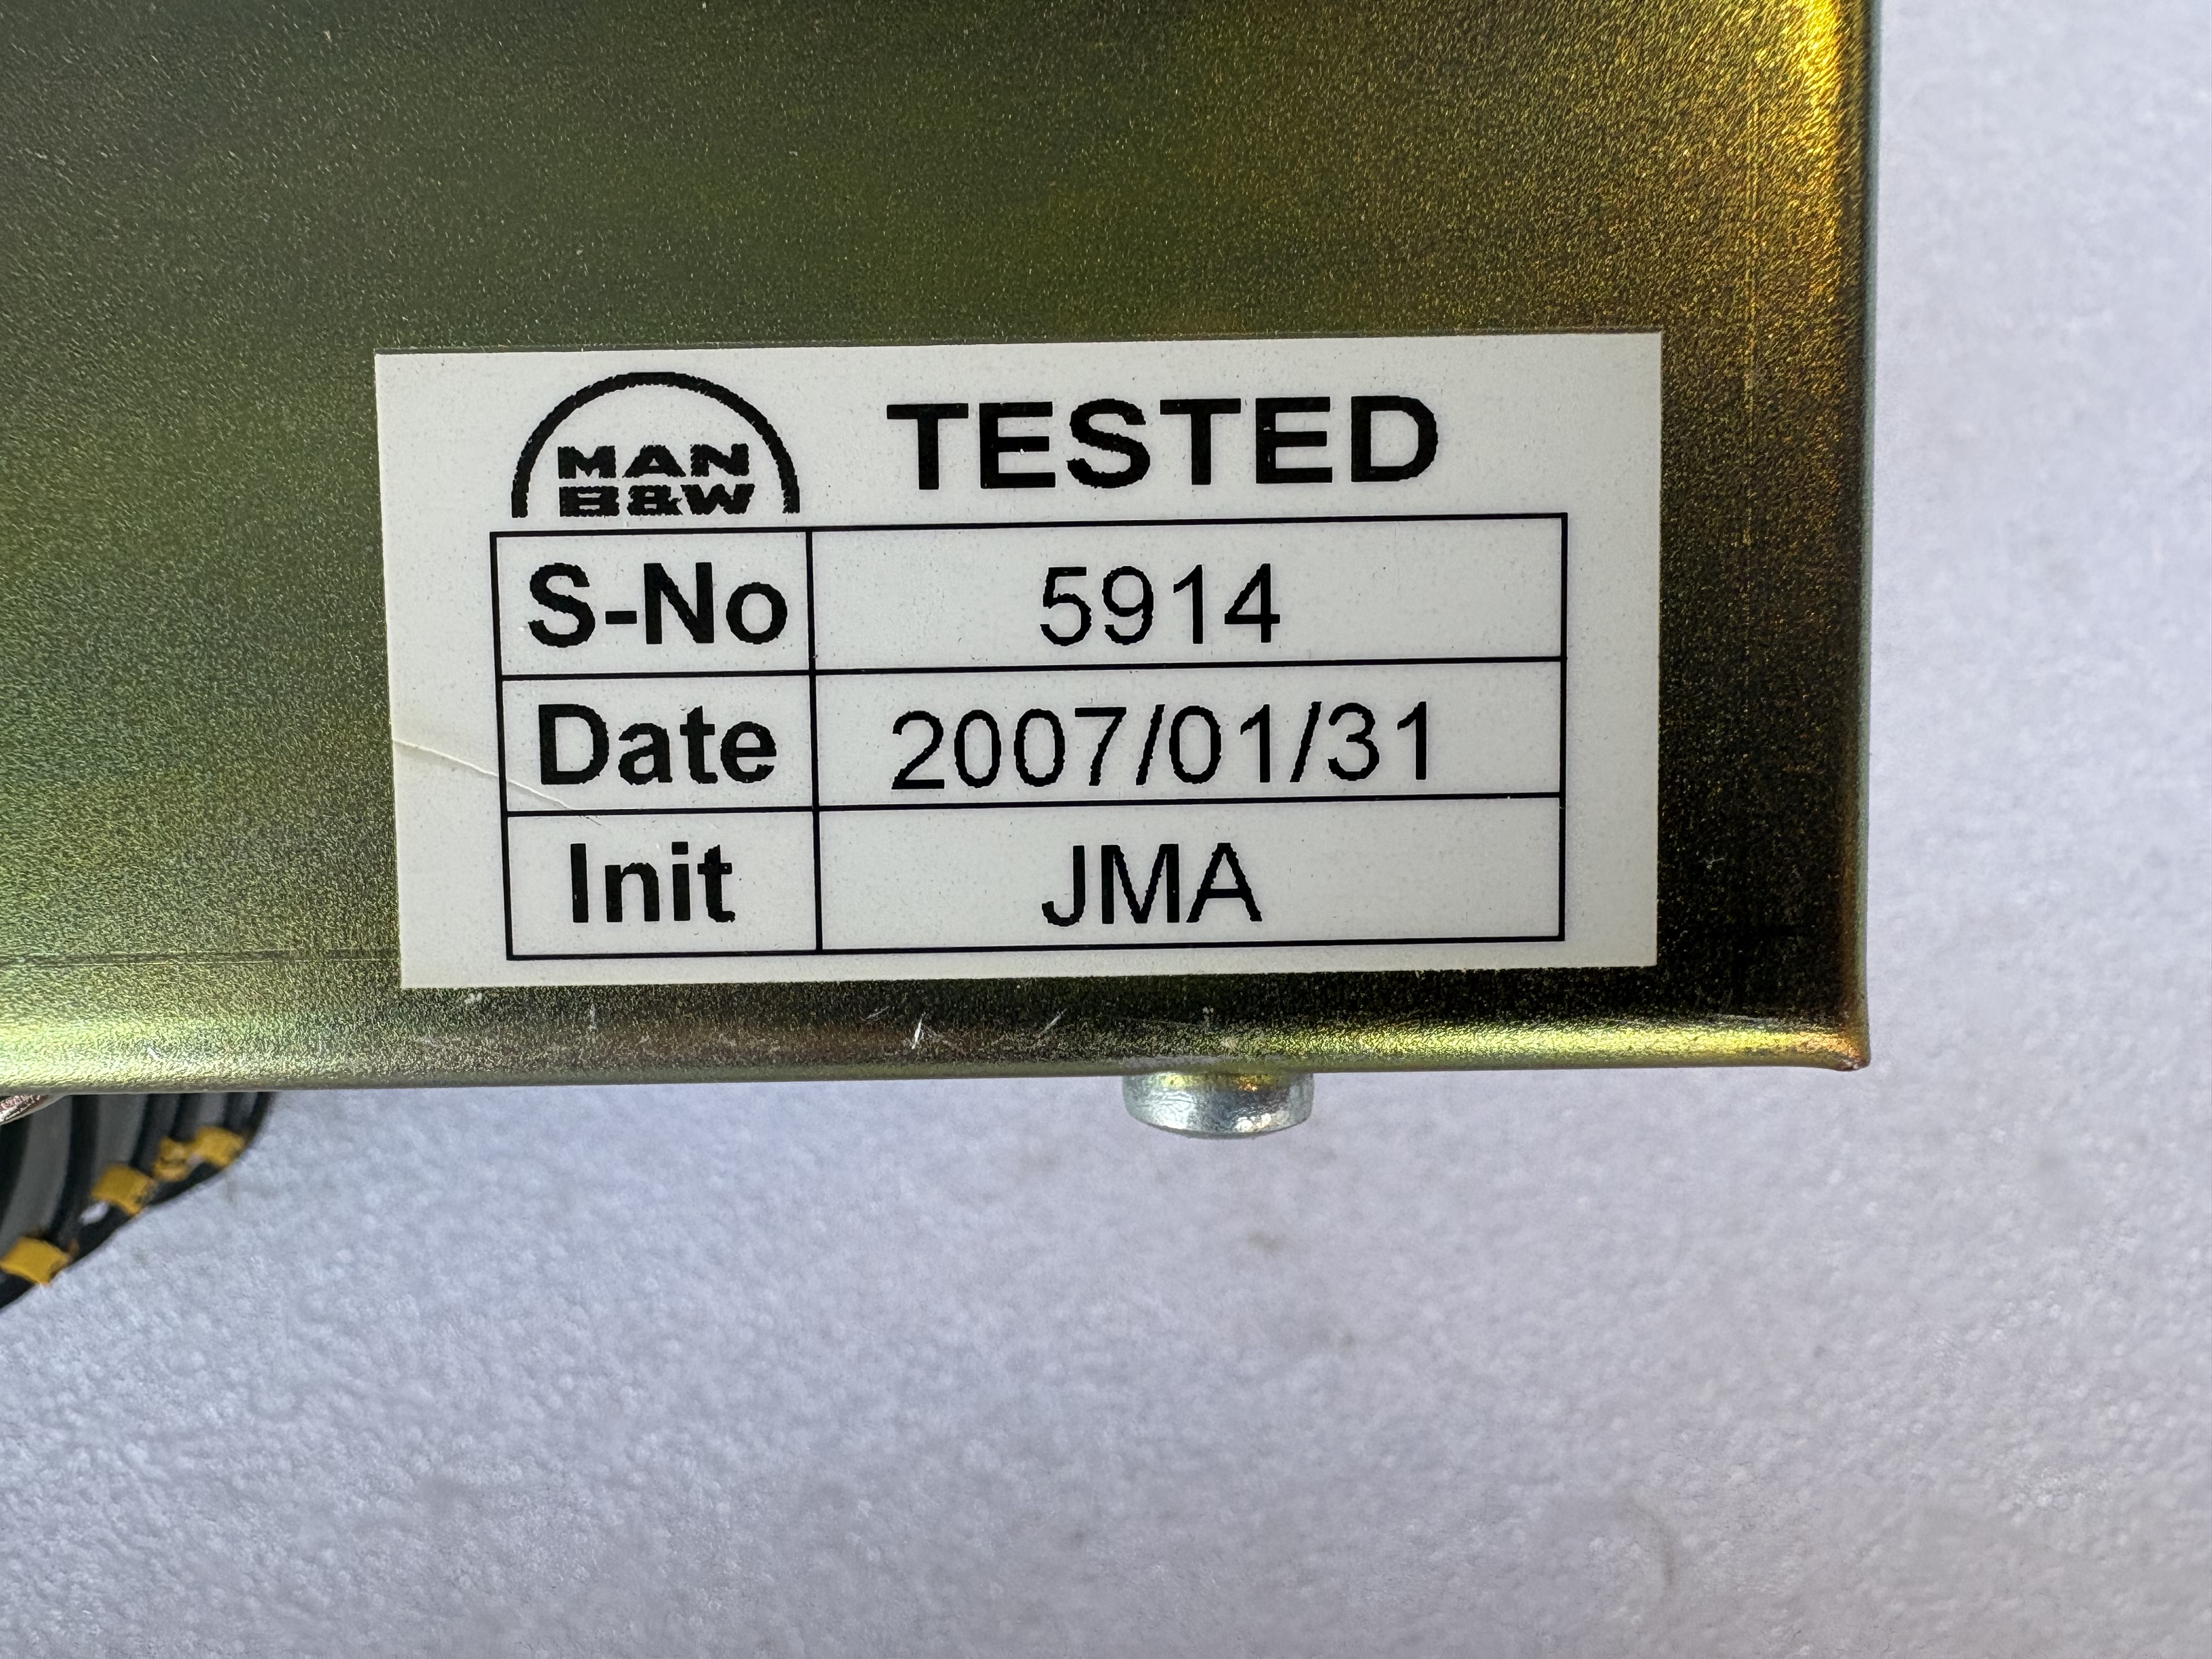 MAN
B&W
TESTED
S-No 5914
Date 2007/01/31
Init JMA